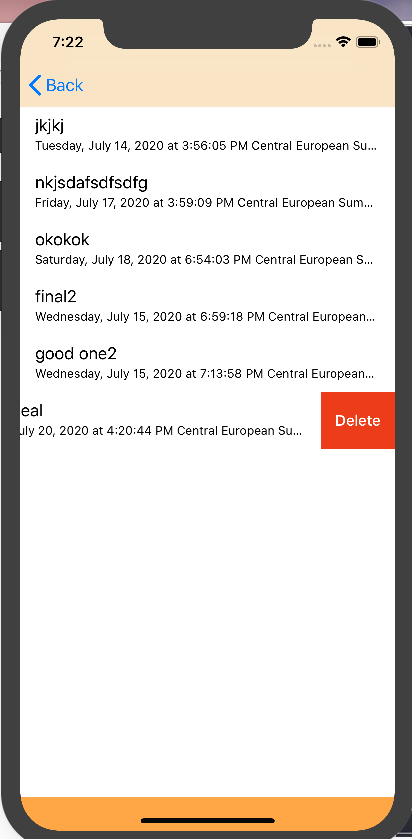 7:22
Back
jkjkj
Tuesday, July 14, 2020 at 3:56:05 PM Central European Su...
nkjsdafsdfsdfg
Friday, July 17, 2020 at 3:59:09 PM Central European Sum...
okokok
Saturday, July 18, 2020 at 6:54:03 PM Central European S...
final2
Wednesday, July 15, 2020 at 6:59:18 PM Central European...
good one2
Wednesday, July 15, 2020 at 7:13:58 PM Central European...
eal
uly 20, 2020 at 4:20:44 PM Central European Su...
Delete